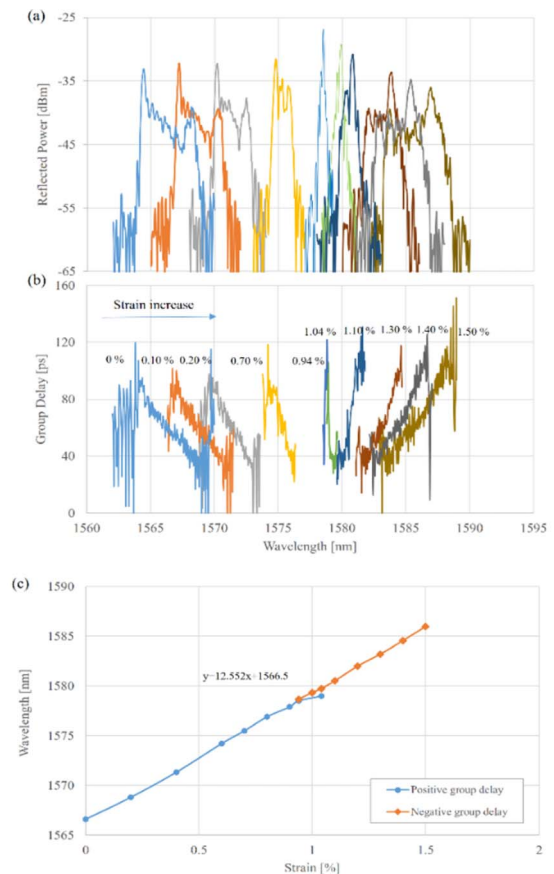 (a)
-25
-35
-45
-55
-65
Reflected Power [dBm]
(b)
160
120
80
40
0
Group Delay [ps]
Strain increase
0 %
0.10 %
0.20 %
0.70 %
0.94 %
1.04 %
1.10 %
1.30 %
1.40 %
1.50 %
1560 1565 1570 1575 1580 1585 1590 1595
Wavelength [nm]
(c)
1590
1585
1580
1575
1570
1565
Wavelength [nm]
y=12.552x+1566.5
Positive group delay
Negative group delay
0 0.5 1 1.5 2
Strain [%]